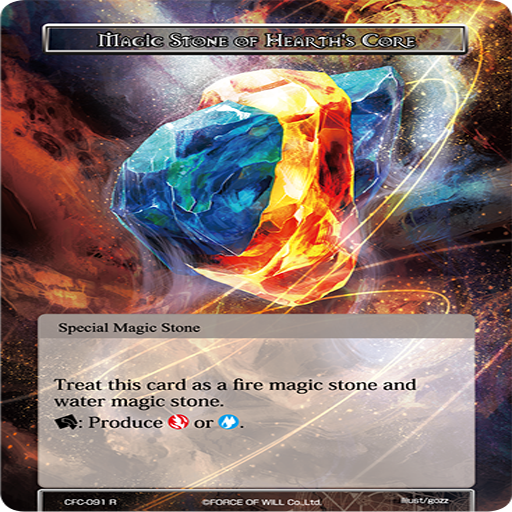 Magic Stone of Hearth's Core
Special Magic Stone
Treat this card as a fire magic stone and
water magic stone.
: Produce or .
CFC-091 R ©FORCE OF WILL Co.,Ltd. Illust/gozz